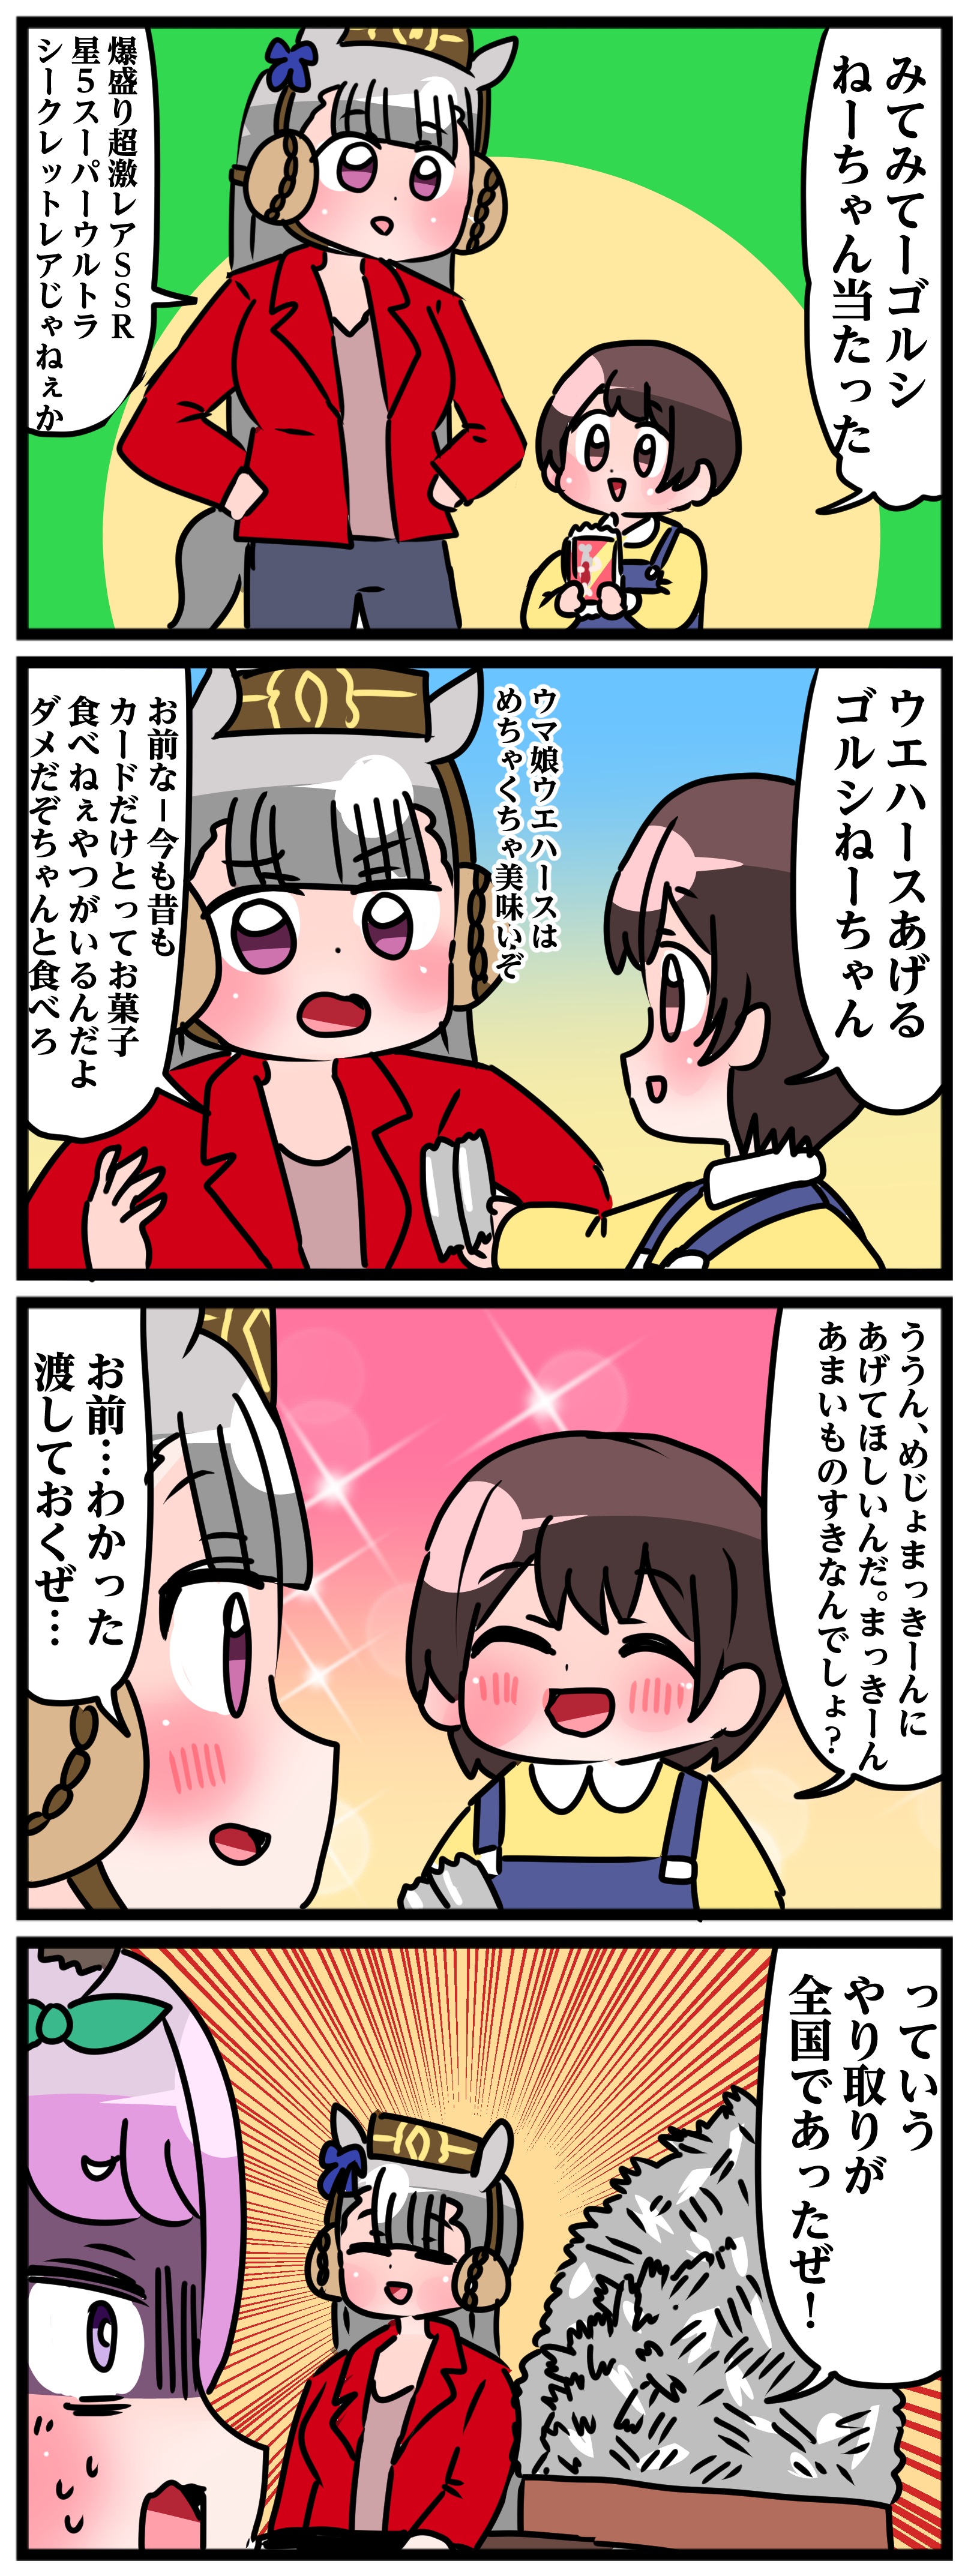 みてみてーゴルシ
ねーちゃん当たった
爆盛り超激レアＳＳＲ
星５スーパーウルトラ
シークレットレアじゃねぇか
ウエハースあげる
ゴルシねーちゃん
ウマ娘ウエハースは
めちゃくちゃ美味いぞ
お前なー今も昔も
カードだけとってお菓子
食べねぇやつがいるんだよ
ダメだぞちゃんと食べろ
ううん、めじょまっきーんに
あげてほしいんだ。まっきーん
あまいものすきなんでしょ？
お前…わかった
渡しておくぜ…
っていう
やり取りが
全国であったぜ！